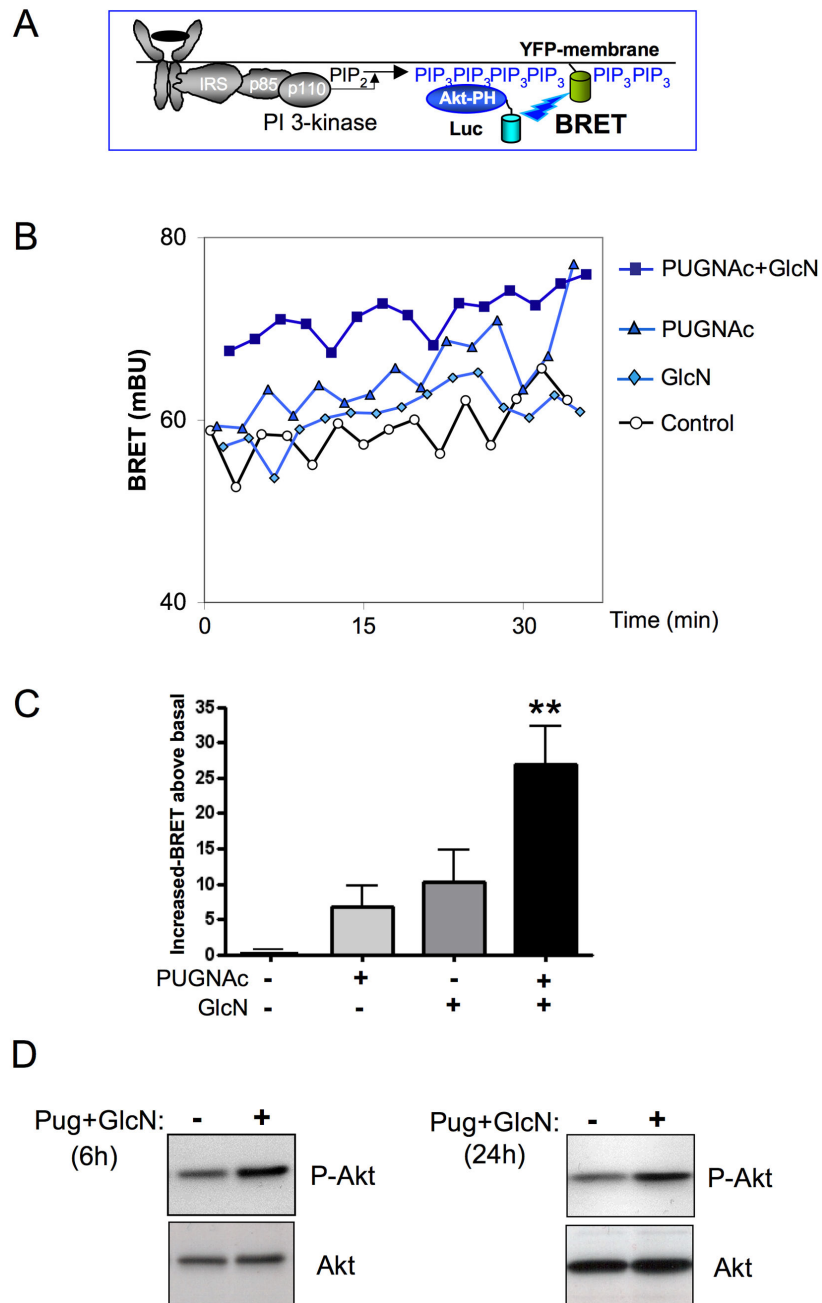 A
YFP-membrane
IRS
p85
p110
PIP2
PIP3PIP3PIP3PIP3
PIP3PIP3
Akt-PH
PI 3-kinase
Luc
BRET
B
80
60
40
BRET (mBU)
0
15
30
Time (min)
PUGNAc+GlcN
PUGNAc
GlcN
Control
C
Increased-BRET above basal
35
30
25
20
15
10
5
0
**
PUGNAc - + - +
GlcN - - + +
D
Pug+GlcN: - +
(6h)
P-Akt
Akt
Pug+GlcN: - +
(24h)
P-Akt
Akt